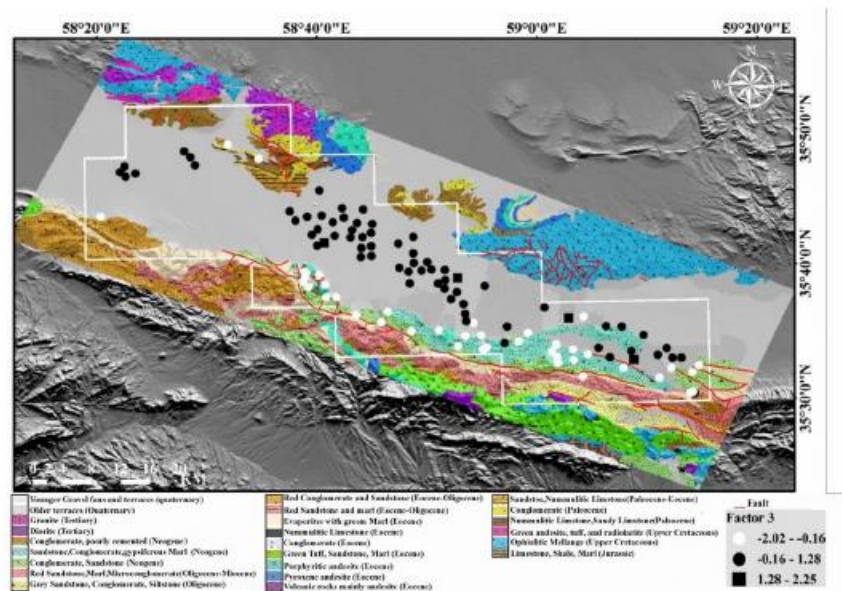 58°20'0"E 58°40'0"E 59°0'0"E 59°20'0"E
N
W
35°50'0"N
35°40'0"N
35°30'0"N
Younger Gravel fans and terraces (quaternary)
Older terraces (Quaternary)
Granite (Tertiary)
Diorite (Tertiary)
Conglomerate, poorly cemented (Neogene)
Sandstone,Conglomerate,gypsiferous Marl (Neogene)
Conglomerate, Sandstone (Neogene)
Red Sandstone,Marl,Microconglomerate(Oligocene-Miocene)
Grey Sandstone, Conglomerate, Siltstone (Oligocene)
Red Conglomerate and Sandstone (Eocene-Oligocene)
Red Sandstone and marl (Eocene-Oligocene)
Evaporites with green Marl (Eocene)
Nummulitic Limestone (Eocene)
Conglomerate (Eocene)
Green Tuff, Sandstone, Marl (Eocene)
Porphyritic andesite (Eocene)
Pyroxene andesite (Eocene)
Volcanic rocks mainly andesite (Eocene)
Nummulitic Limestone(Paleocene-Eocene)
Conglomerate (Paleocene)
Nummulitic Limestone,Sandy Limestone(Paleocene)
Green andesite, tuff, and radiolarite (Upper Cretaceous)
Ophiolitic Mellange (Upper Cretaceous)
Limestone, Shale, Marl (Jurassic)
Fault
Factor 3
-2.02 - -0.16
-0.16 - 1.28
1.28 - 2.25